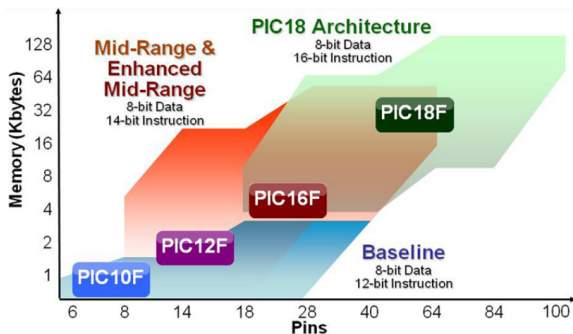 PIC18 Architecture
8-bit Data
16-bit Instruction
Mid-Range &
Enhanced
Mid-Range
8-bit Data
14-bit Instruction
Memory (Kbytes)
128
64
32
16
8
4
2
1
PIC18F
PIC16F
PIC12F
PIC10F
Baseline
8-bit Data
12-bit Instruction
6 8 14 18 28 40 64 84 100
Pins